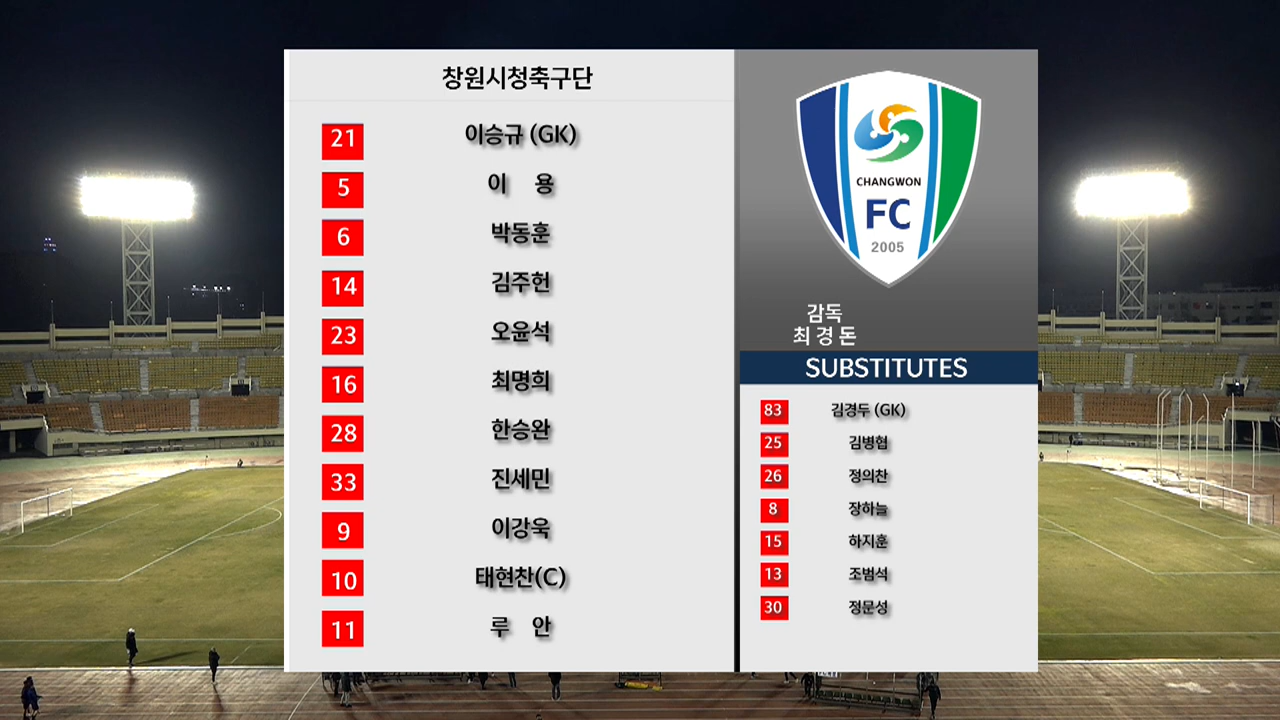 창원시청축구단
21 이승규 (GK)
5 이 용
6 박동훈
14 김주헌
23 오윤석
16 최명희
28 한승완
33 진세민
9 이강욱
10 태현찬(C)
11 루 안
CHANGWON
FC
2005
감독
최경돈
SUBSTITUTES
83 김경두 (GK)
25 김병협
26 정의찬
8 장하늘
15 하지훈
13 조범석
30 정문성